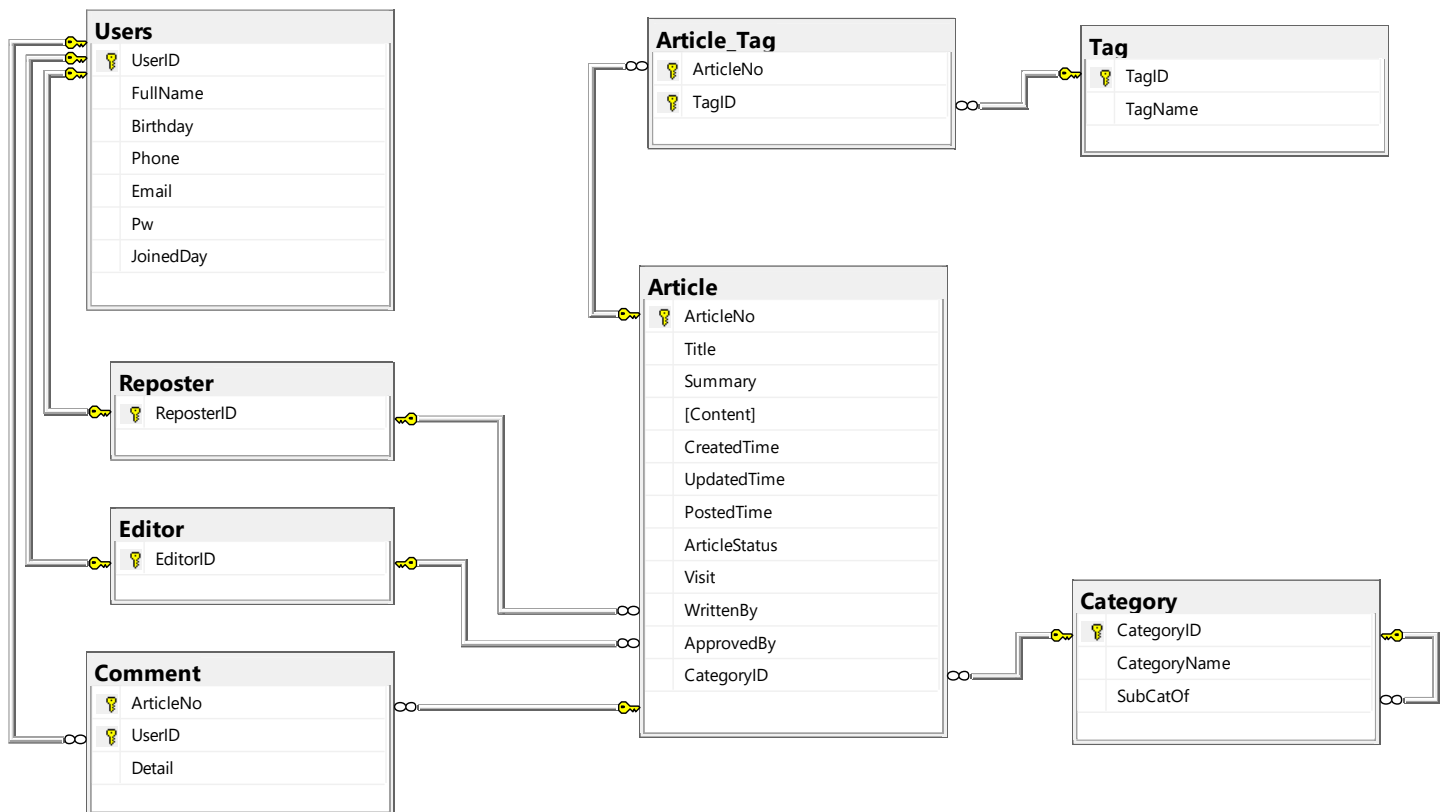 Users
UserID
FullName
Birthday
Phone
Email
Pw
JoinedDay
Article_Tag
ArticleNo
TagID
Tag
TagID
TagName
Reposter
ReposterID
Editor
EditorID
Comment
ArticleNo
UserID
Detail
Article
ArticleNo
Title
Summary
[Content]
CreatedTime
UpdatedTime
PostedTime
ArticleStatus
Visit
WrittenBy
ApprovedBy
CategoryID
Category
CategoryID
CategoryName
SubCatOf